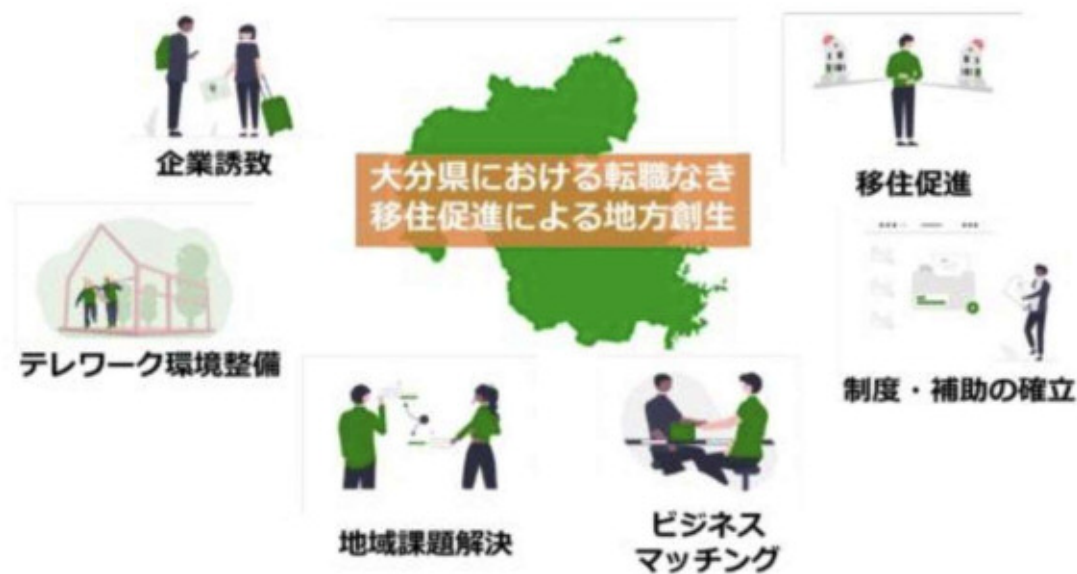 企業誘致
大分県における転職なき
移住促進による地方創生
移住促進
テレワーク環境整備
制度・補助の確立
地域課題解決
ビジネス
マッチング